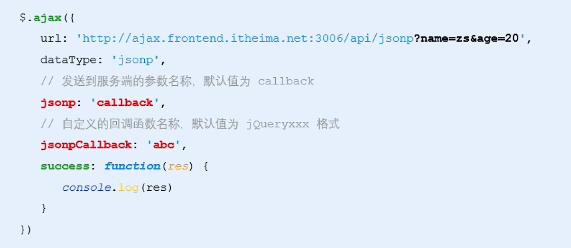 $.ajax({
url: 'http://ajax.frontend.itheima.net:3006/api/jsonp?name=zs&age=20',
dataType: 'jsonp',
// 发送到服务端的参数名称，默认值为 callback
jsonp: 'callback',
// 自定义的回调函数名称，默认值为 jQueryxxx 格式
jsonpCallback: 'abc',
success: function(res) {
console.log(res)
}
})